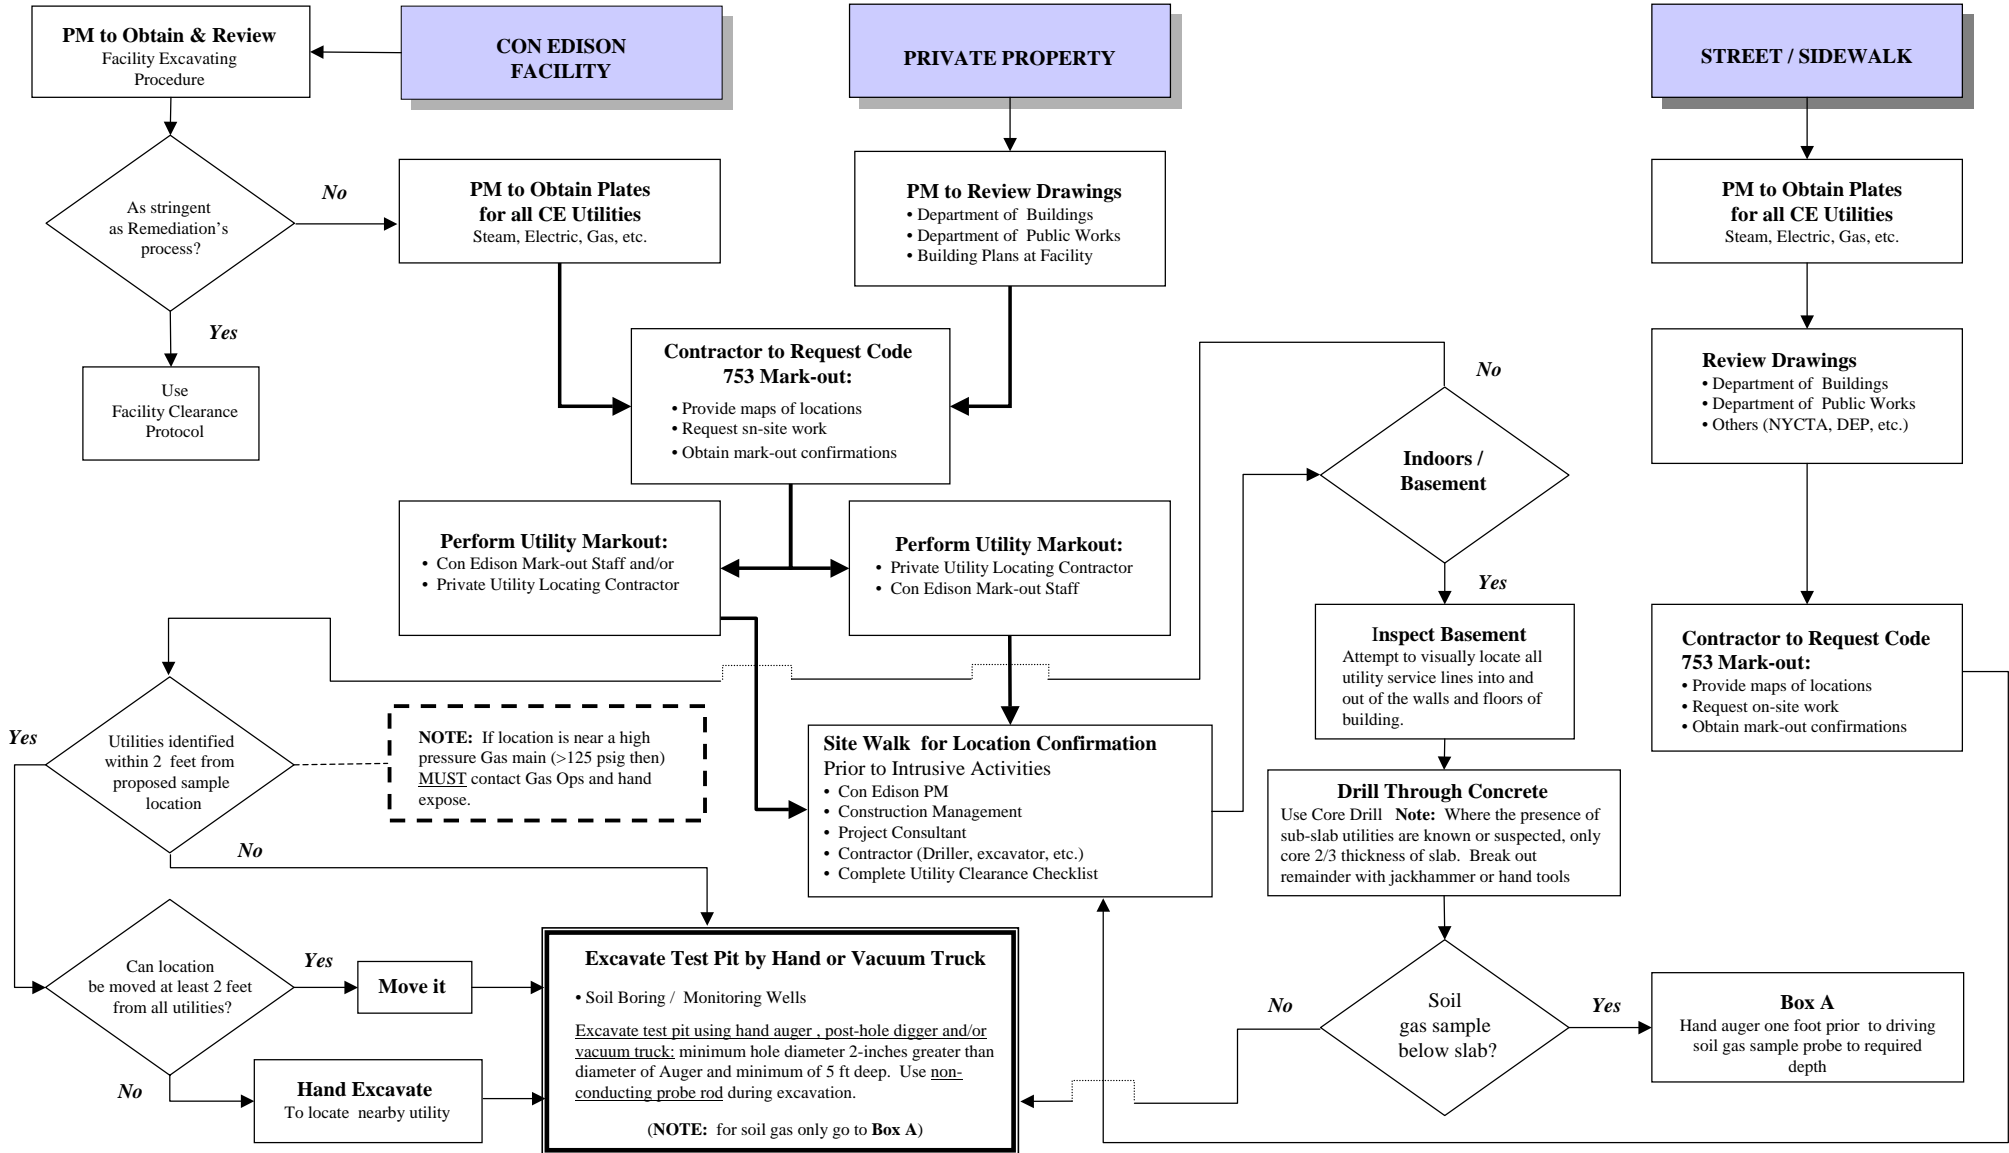 PM to Obtain & Review
Facility Excavating
Procedure
CON EDISON
FACILITY
PRIVATE PROPERTY
STREET / SIDEWALK
As stringent
as Remediation's
process?
No
Yes
Use
Facility Clearance
Protocol
PM to Obtain Plates
for all CE Utilities
Steam, Electric, Gas, etc.
PM to Review Drawings
• Department of Buildings
• Department of Public Works
• Building Plans at Facility
PM to Obtain Plates
for all CE Utilities
Steam, Electric, Gas, etc.
Contractor to Request Code
753 Mark-out:
• Provide maps of locations
• Request sn-site work
• Obtain mark-out confirmations
Review Drawings
• Department of Buildings
• Department of Public Works
• Others (NYCTA, DEP, etc.)
Perform Utility Markout:
• Con Edison Mark-out Staff and/or
• Private Utility Locating Contractor
Perform Utility Markout:
• Private Utility Locating Contractor
• Con Edison Mark-out Staff
Indoors /
Basement
No
Yes
Inspect Basement
Attempt to visually locate all
utility service lines into and
out of the walls and floors of
building.
Contractor to Request Code
753 Mark-out:
• Provide maps of locations
• Request on-site work
• Obtain mark-out confirmations
Utilities identified
within 2 feet from
proposed sample
location
Yes
No
NOTE: If location is near a high
pressure Gas main (>125 psig then)
MUST contact Gas Ops and hand
expose.
Site Walk for Location Confirmation
Prior to Intrusive Activities
• Con Edison PM
• Construction Management
• Project Consultant
• Contractor (Driller, excavator, etc.)
• Complete Utility Clearance Checklist
Drill Through Concrete
Use Core Drill Note: Where the presence of
sub-slab utilities are known or suspected, only
core 2/3 thickness of slab. Break out
remainder with jackhammer or hand tools
Can location
be moved at least 2 feet
from all utilities?
Yes
Move it
No
Hand Excavate
To locate nearby utility
Excavate Test Pit by Hand or Vacuum Truck
• Soil Boring / Monitoring Wells
Excavate test pit using hand auger , post-hole digger and/or
vacuum truck: minimum hole diameter 2-inches greater than
diameter of Auger and minimum of 5 ft deep. Use non-
conducting probe rod during excavation.
(NOTE: for soil gas only go to Box A)
Soil
gas sample
below slab?
No
Yes
Box A
Hand auger one foot prior to driving
soil gas sample probe to required
depth